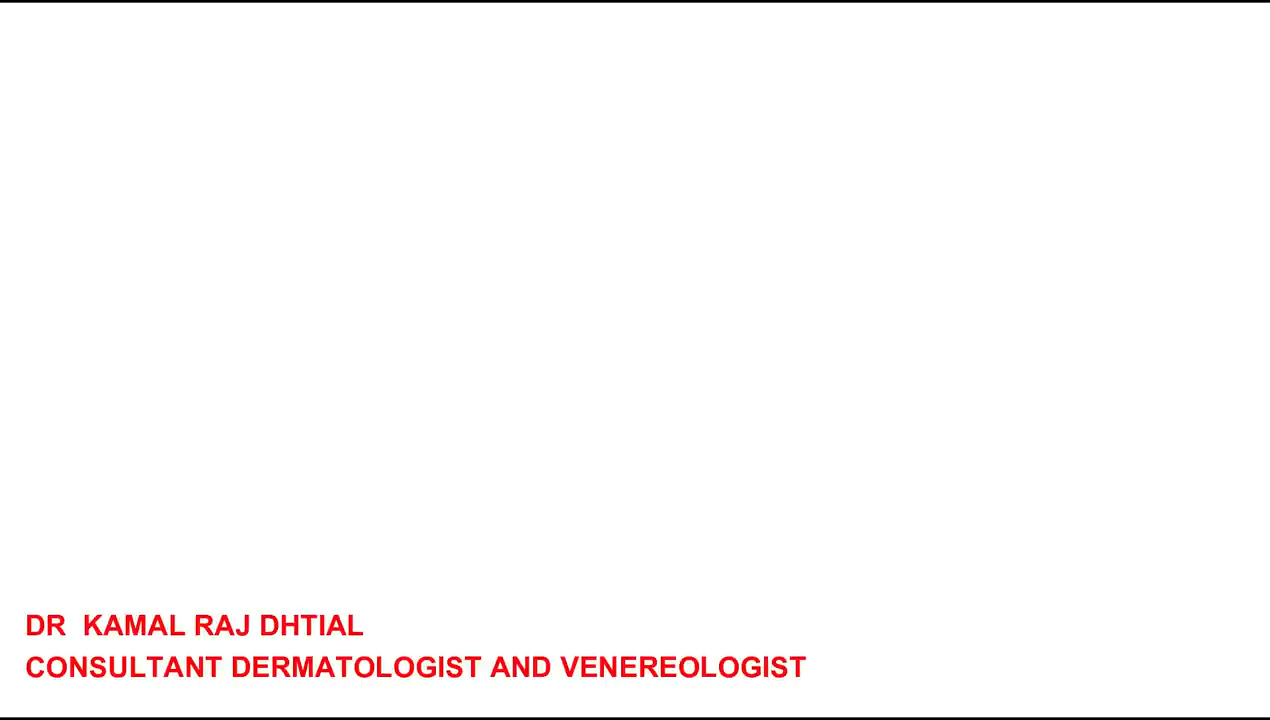 DR  KAMAL RAJ DHTIAL
CONSULTANT DERMATOLOGIST AND VENEREOLOGIST